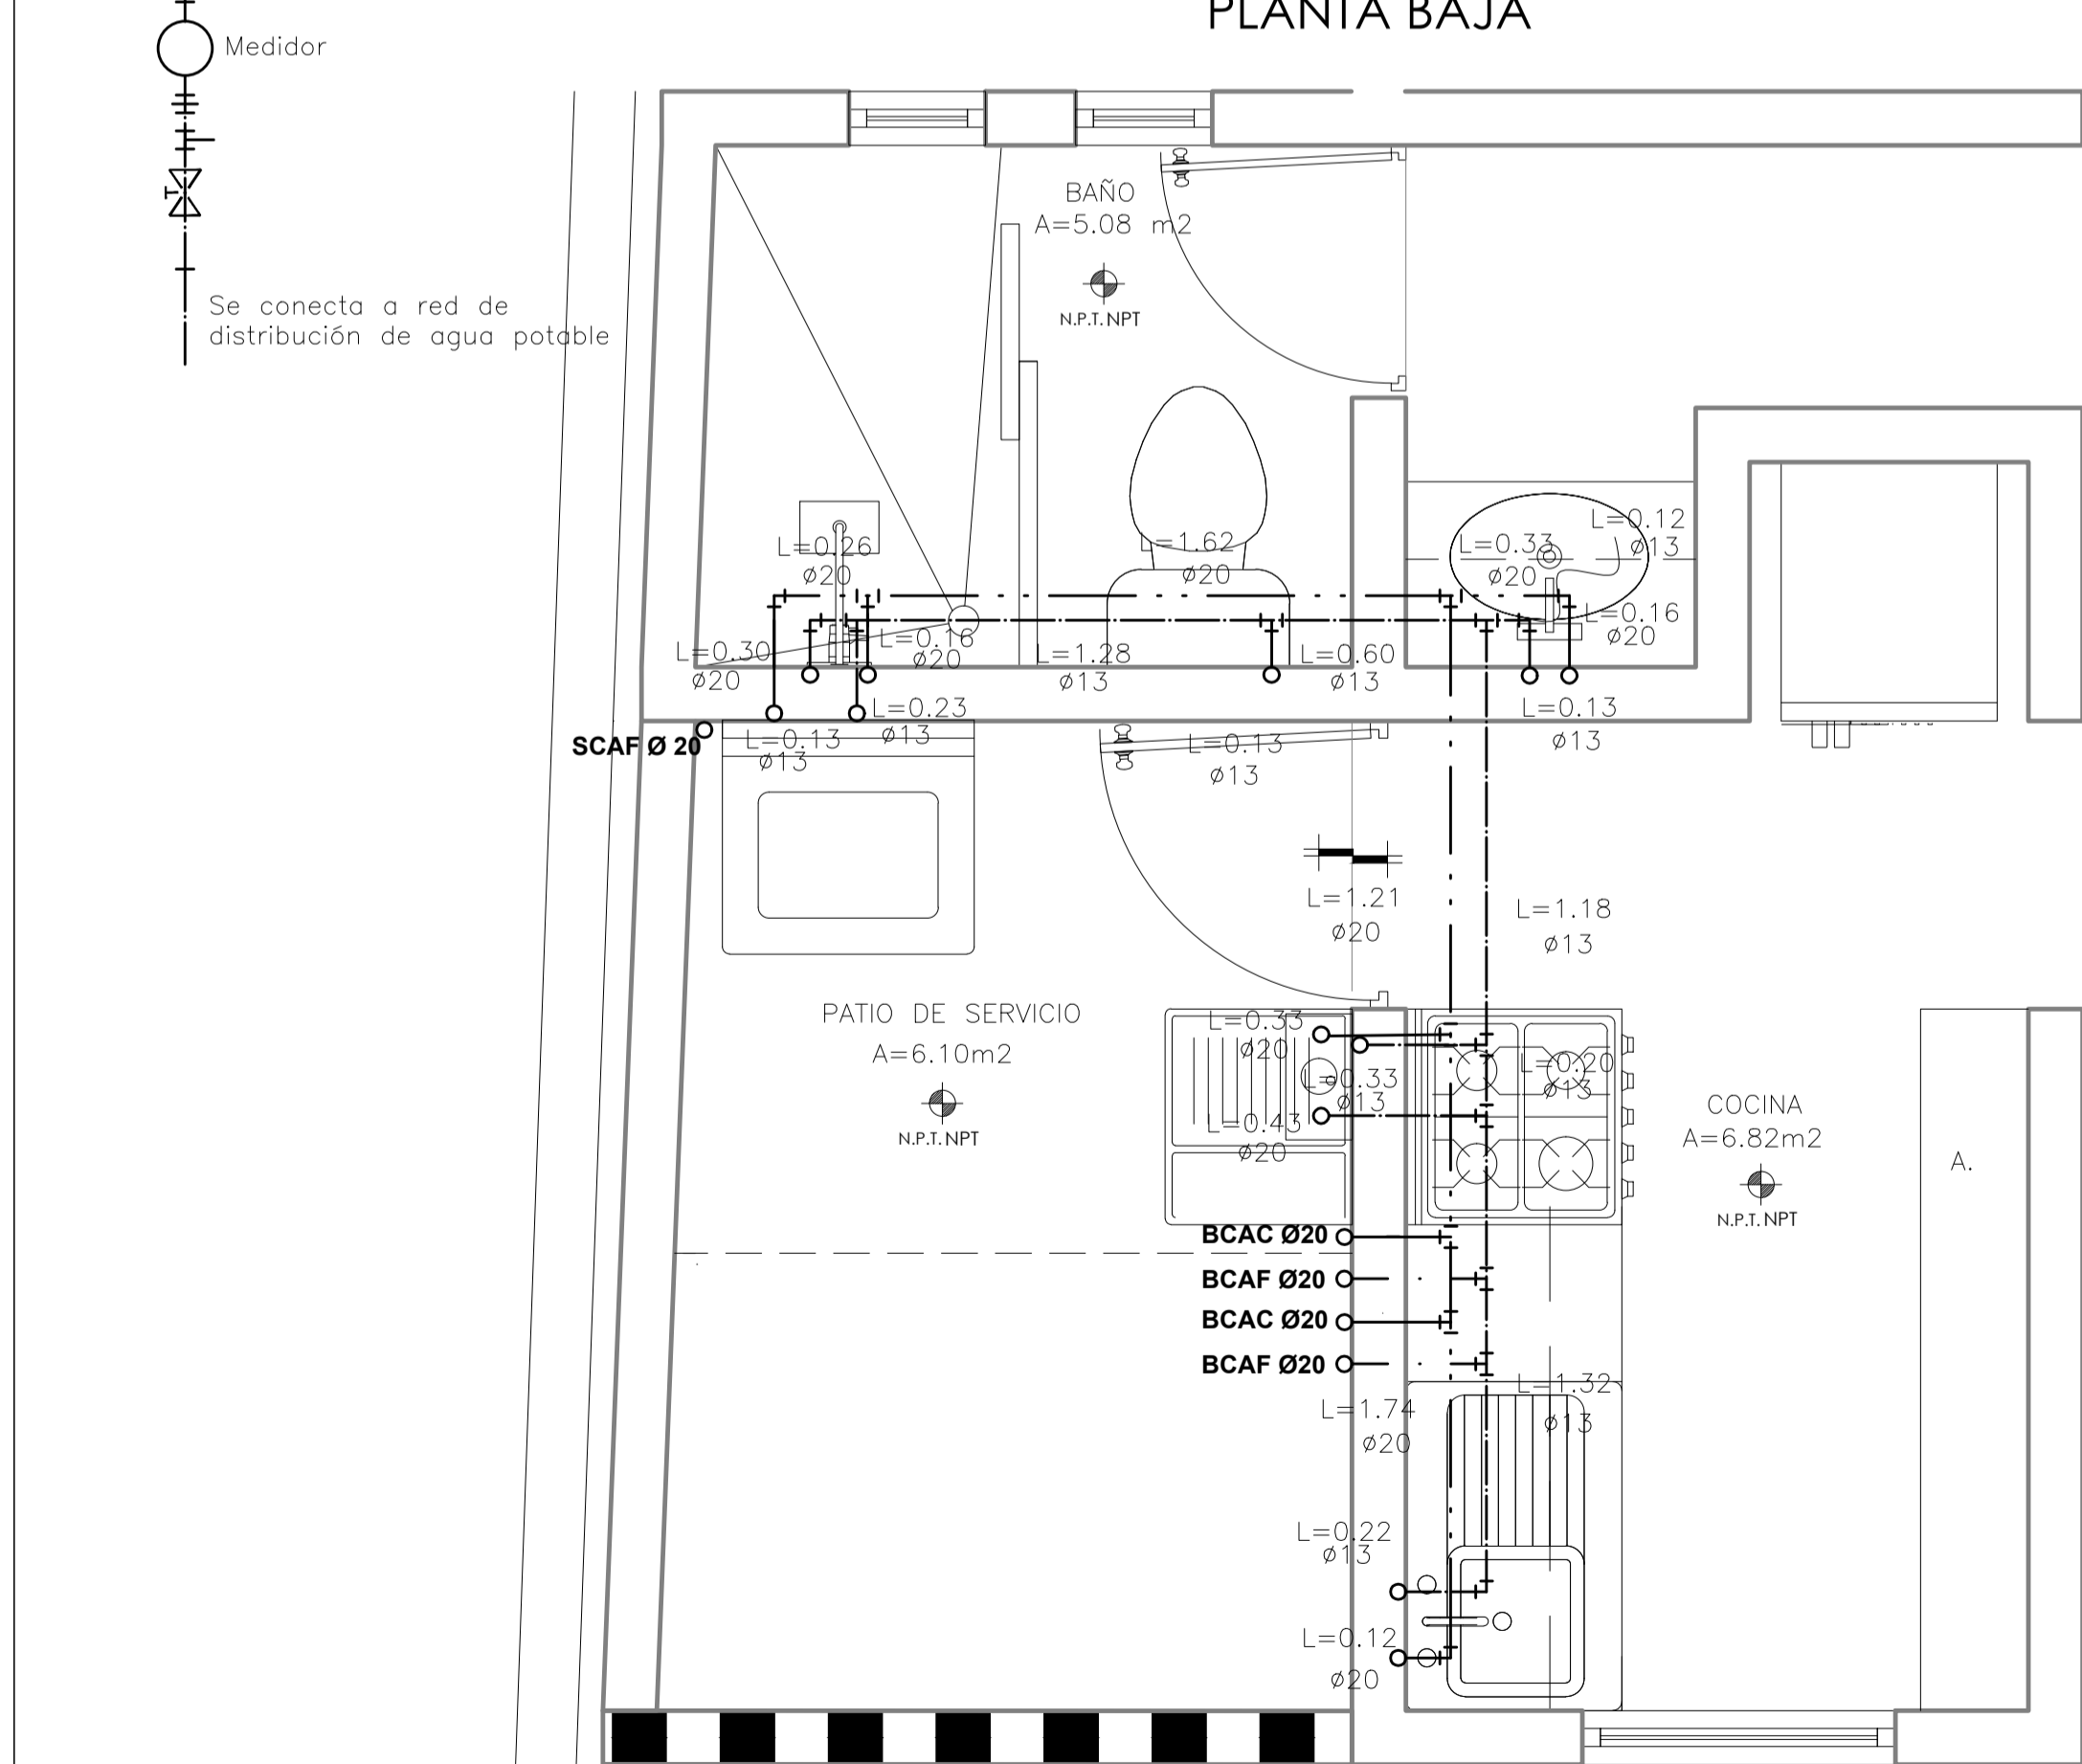 PLANTA BAJA
Medidor
Se conecta a red de
distribución de agua potable
BAÑO
A=5.08 m2
N.P.T. NPT
L=0.12
ø13
L=0.33
ø20
L=0.26
ø20
L=1.62
ø20
L=0.16
ø20
L=0.30
ø20
L=0.16
ø20
L=1.28
ø13
L=0.60
ø13
L=0.23
ø13
L=0.13
ø13
SCAF Ø 20
L=0.13
ø13
L=0.13
ø13
L=1.21
ø20
L=1.18
ø13
PATIO DE SERVICIO
A=6.10m2
N.P.T. NPT
L=0.33
ø20
L=0.33
ø13
L=0.20
ø13
L=0.43
ø20
COCINA
A=6.82m2
N.P.T. NPT
A.
BCAC Ø20
BCAF Ø20
BCAC Ø20
BCAF Ø20
L=1.74
ø20
L=1.32
ø13
L=0.22
ø13
L=0.12
ø20